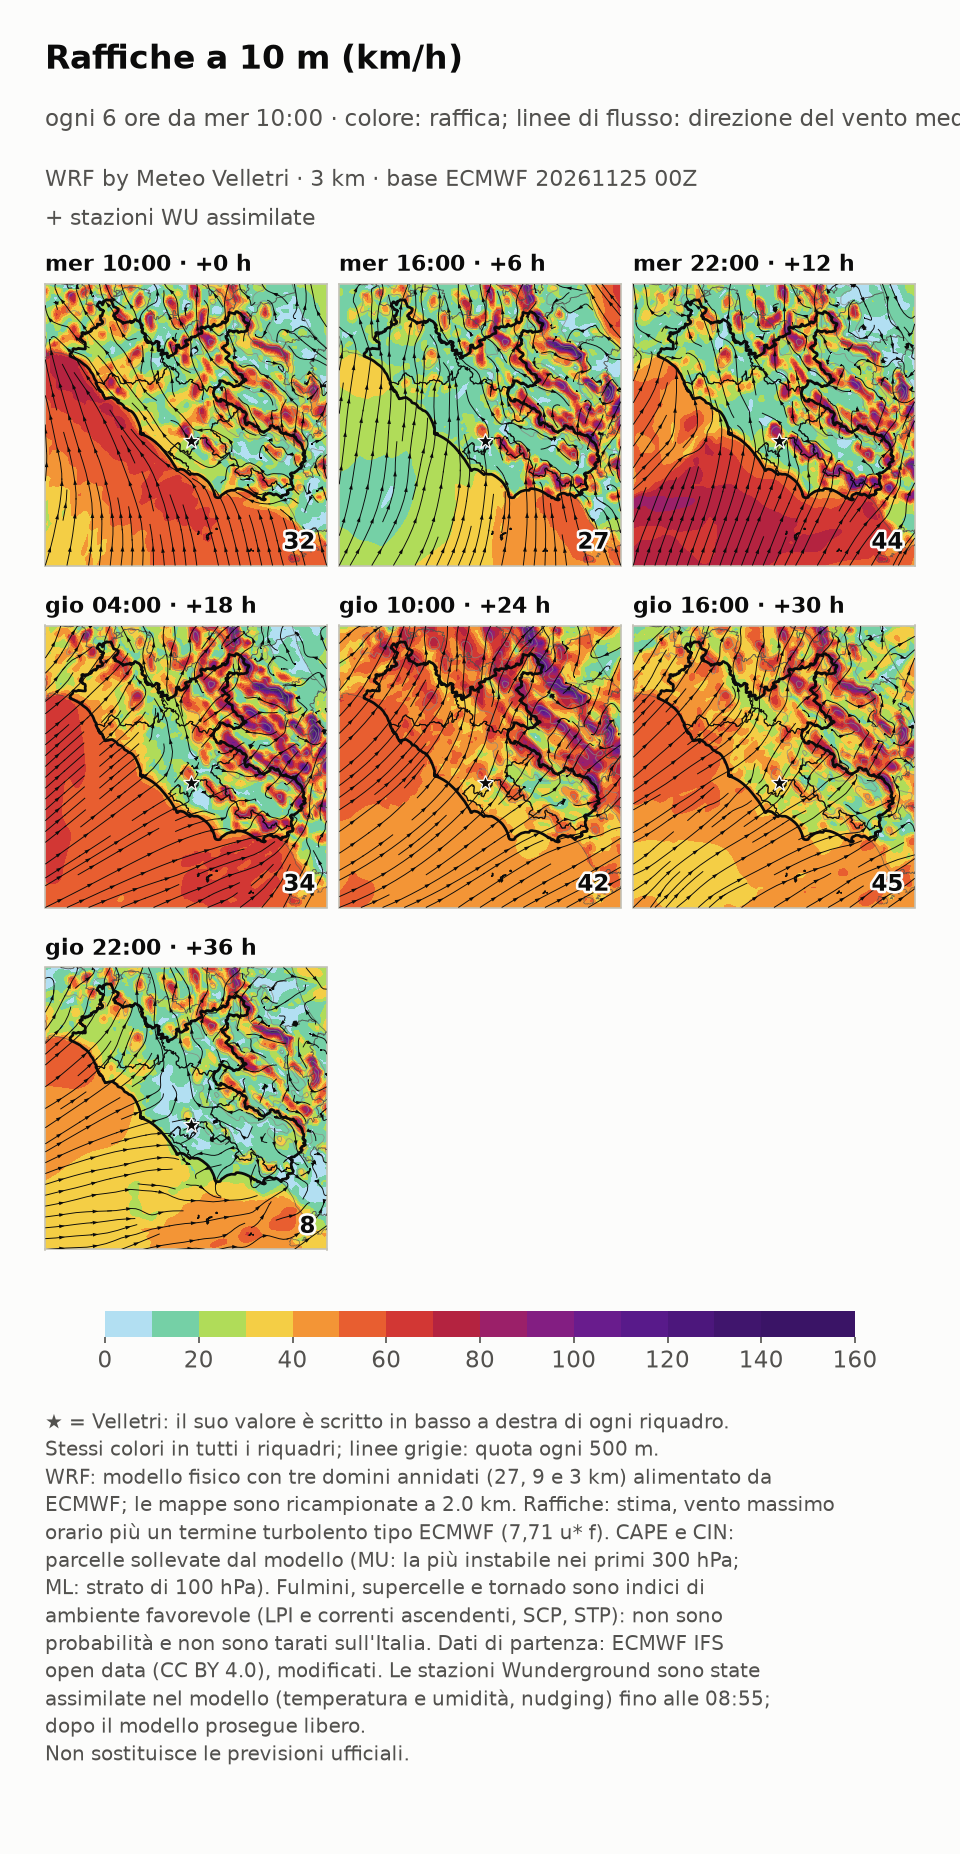 Raffiche a 10 m (km/h)
ogni 6 ore da mer 10:00 · colore: raffica; linee di flusso: direzione del vento med
WRF by Meteo Velletri · 3 km · base ECMWF 20261125 00Z
+ stazioni WU assimilate
mer 10:00 · +0 h
mer 16:00 · +6 h
mer 22:00 · +12 h
32
27
44
gio 04:00 · +18 h
gio 10:00 · +24 h
gio 16:00 · +30 h
34
42
45
gio 22:00 · +36 h
8
0 20 40 60 80 100 120 140 160
★ = Velletri: il suo valore è scritto in basso a destra di ogni riquadro.
Stessi colori in tutti i riquadri; linee grigie: quota ogni 500 m.
WRF: modello fisico con tre domini annidati (27, 9 e 3 km) alimentato da
ECMWF; le mappe sono ricampionate a 2.0 km. Raffiche: stima, vento massimo
orario più un termine turbolento tipo ECMWF (7,71 u* f). CAPE e CIN:
parcelle sollevate dal modello (MU: la più instabile nei primi 300 hPa;
ML: strato di 100 hPa). Fulmini, supercelle e tornado sono indici di
ambiente favorevole (LPI e correnti ascendenti, SCP, STP): non sono
probabilità e non sono tarati sull'Italia. Dati di partenza: ECMWF IFS
open data (CC BY 4.0), modificati. Le stazioni Wunderground sono state
assimilate nel modello (temperatura e umidità, nudging) fino alle 08:55;
dopo il modello prosegue libero.
Non sostituisce le previsioni ufficiali.